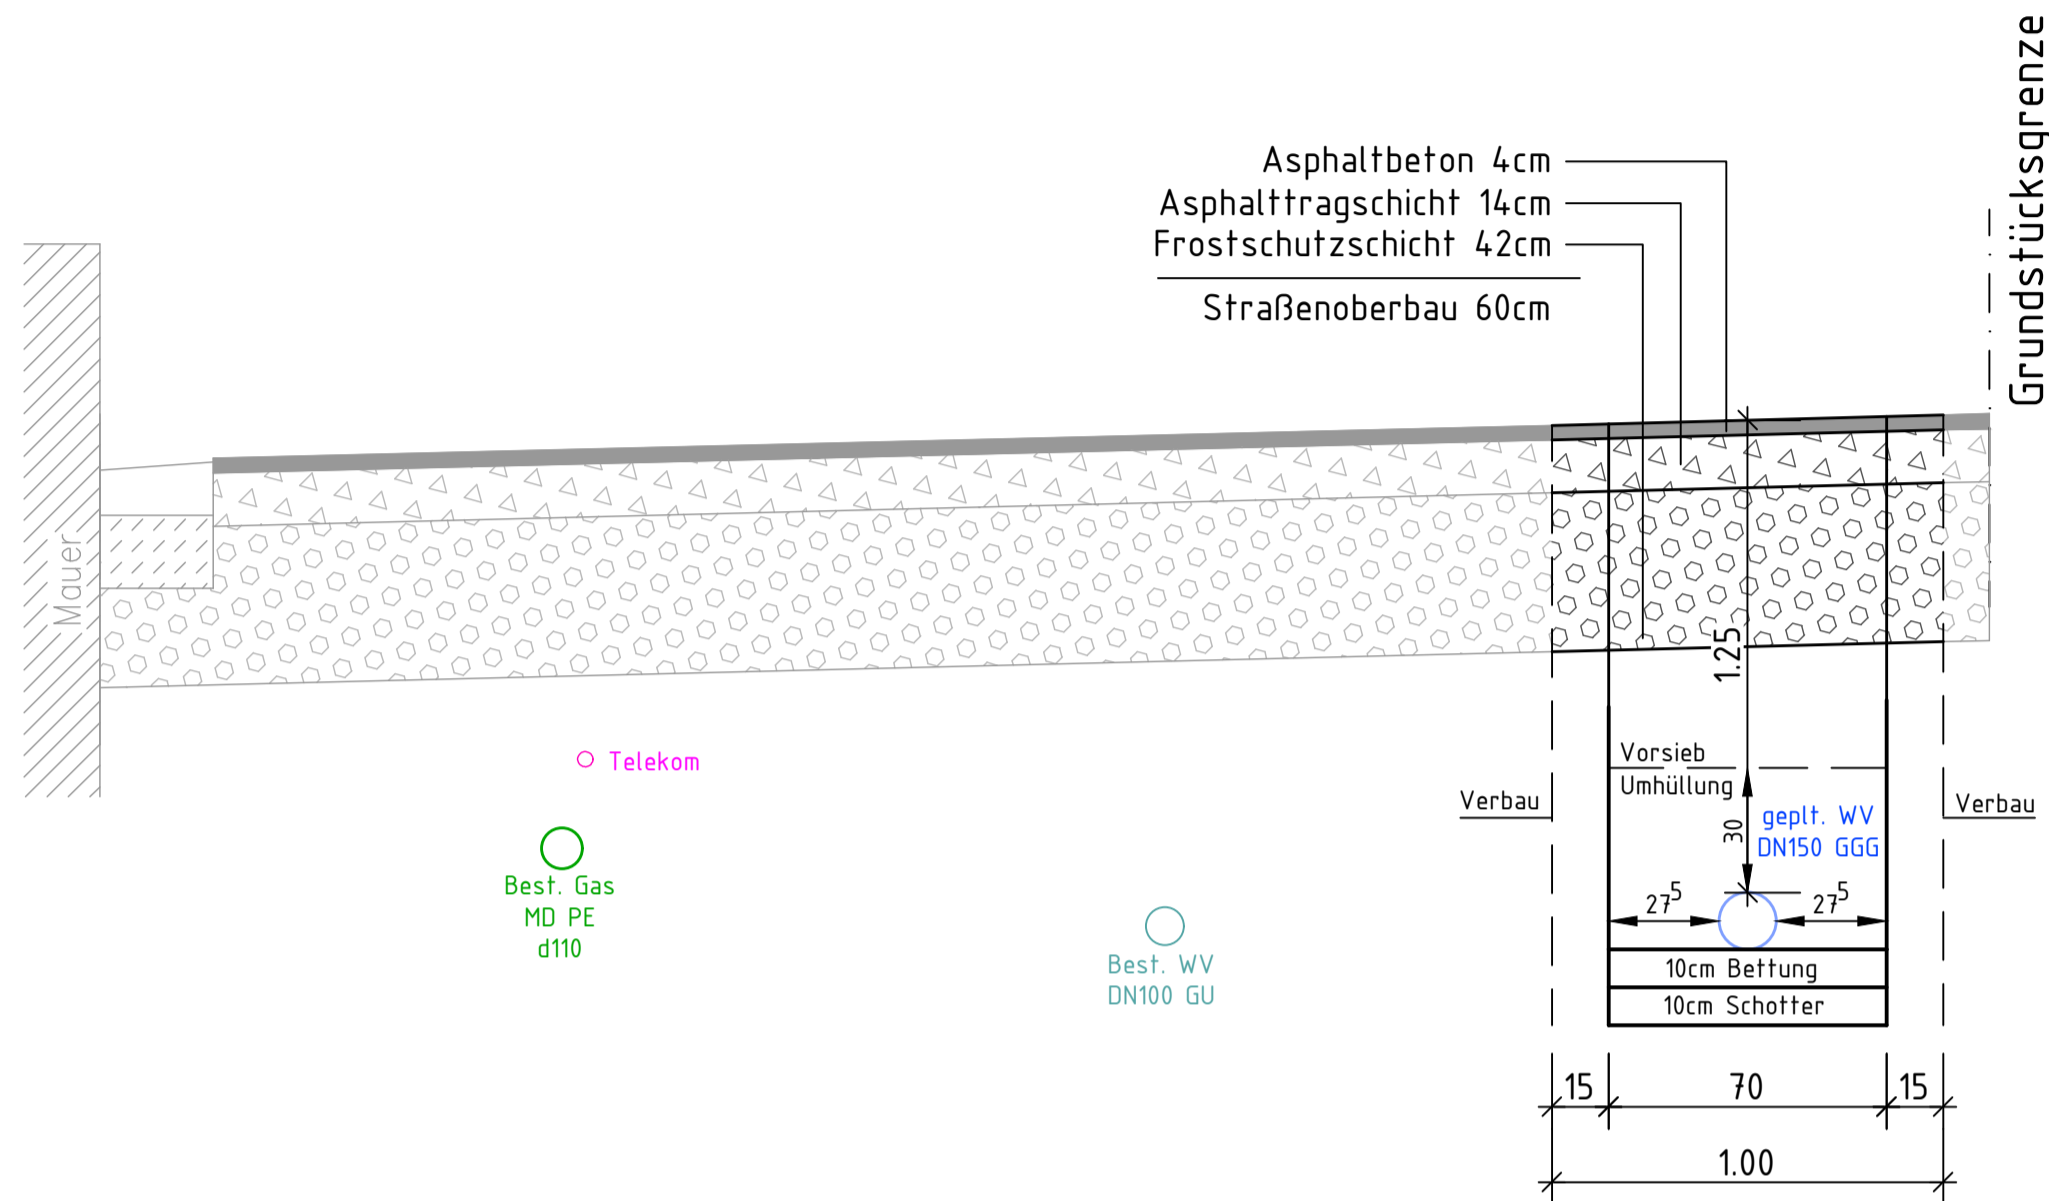 Grundstücksgrenze
Asphaltbeton 4cm
Asphalttragschicht 14cm
Frostschutzschicht 42cm
Straßenoberbau 60cm
Mauer
1.25
Telekom
Vorsieb
Umhüllung
Verbau
Verbau
30
geplt. WV
DN150 GGG
Best. Gas
MD PE
d110
27⁵
27⁵
Best. WV
DN100 GU
10cm Bettung
10cm Schotter
15
70
15
1.00